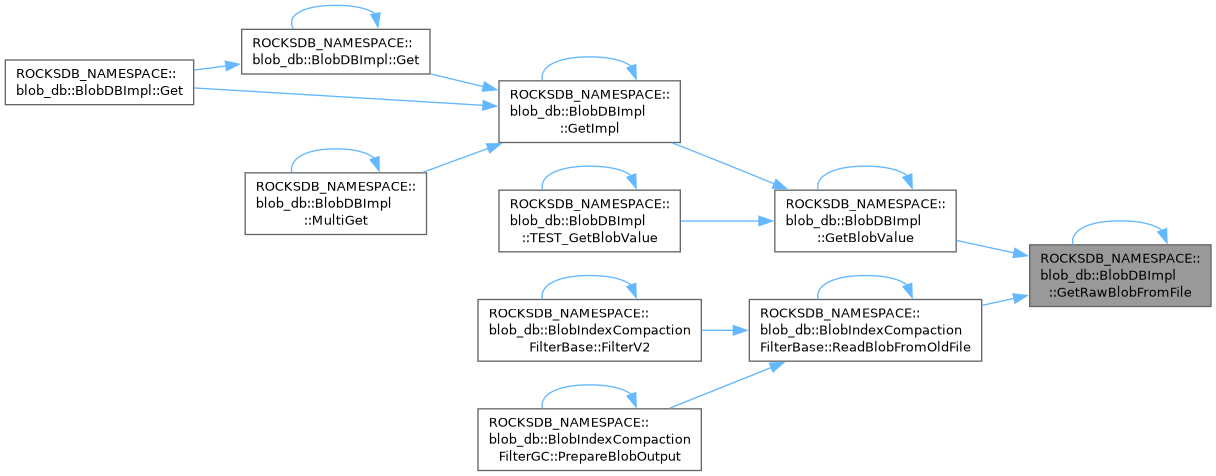 ROCKSDB_NAMESPACE::
blob_db::BlobDBImpl::Get
ROCKSDB_NAMESPACE::
blob_db::BlobDBImpl::Get
ROCKSDB_NAMESPACE::
blob_db::BlobDBImpl
::GetImpl
ROCKSDB_NAMESPACE::
blob_db::BlobDBImpl
::MultiGet
ROCKSDB_NAMESPACE::
blob_db::BlobDBImpl
::TEST_GetBlobValue
ROCKSDB_NAMESPACE::
blob_db::BlobDBImpl
::GetBlobValue
ROCKSDB_NAMESPACE::
blob_db::BlobDBImpl
::GetRawBlobFromFile
ROCKSDB_NAMESPACE::
blob_db::BlobIndexCompaction
FilterBase::FilterV2
ROCKSDB_NAMESPACE::
blob_db::BlobIndexCompaction
FilterBase::ReadBlobFromOldFile
ROCKSDB_NAMESPACE::
blob_db::BlobIndexCompaction
FilterGC::PrepareBlobOutput